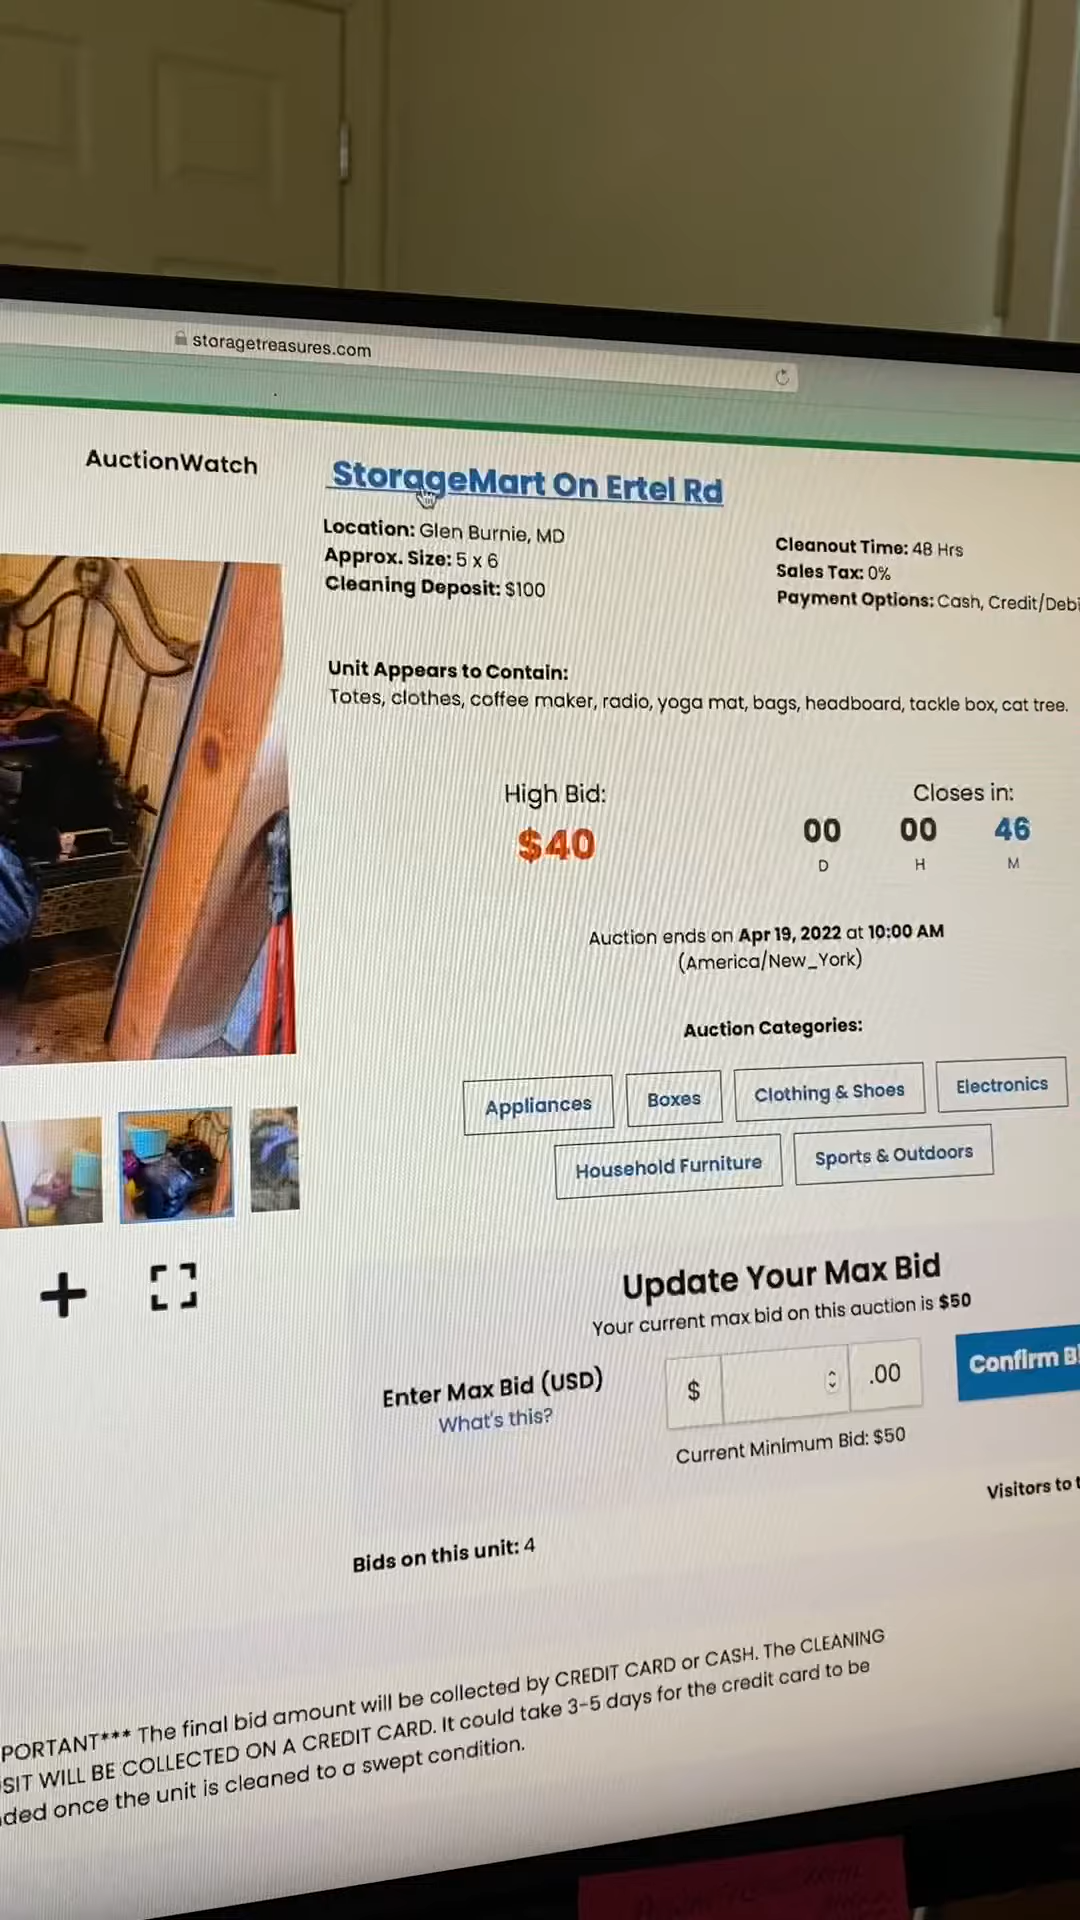 storagetreasures.com
AuctionWatch
StorageMart On Ertel Rd
Location: Glen Burnie, MD
Approx. Size: 5 x 6
Cleaning Deposit: $100
Cleanout Time: 48 Hrs
Sales Tax: 0%
Payment Options: Cash, Credit/Debi
Unit Appears to Contain:
Totes, clothes, coffee maker, radio, yoga mat, bags, headboard, tackle box, cat tree.
High Bid:
$40
Closes in:
00 00 46
D H M
Auction ends on Apr 19, 2022 at 10:00 AM
(America/New_York)
Auction Categories:
Appliances Boxes Clothing & Shoes Electronics
Household Furniture Sports & Outdoors
Update Your Max Bid
Your current max bid on this auction is $50
Enter Max Bid (USD)
What's this?
$ .00
Confirm B
Current Minimum Bid: $50
Visitors to t
Bids on this unit: 4
PORTANT*** The final bid amount will be collected by CREDIT CARD or CASH. The CLEANING
SIT WILL BE COLLECTED ON A CREDIT CARD. It could take 3-5 days for the credit card to be
ded once the unit is cleaned to a swept condition.